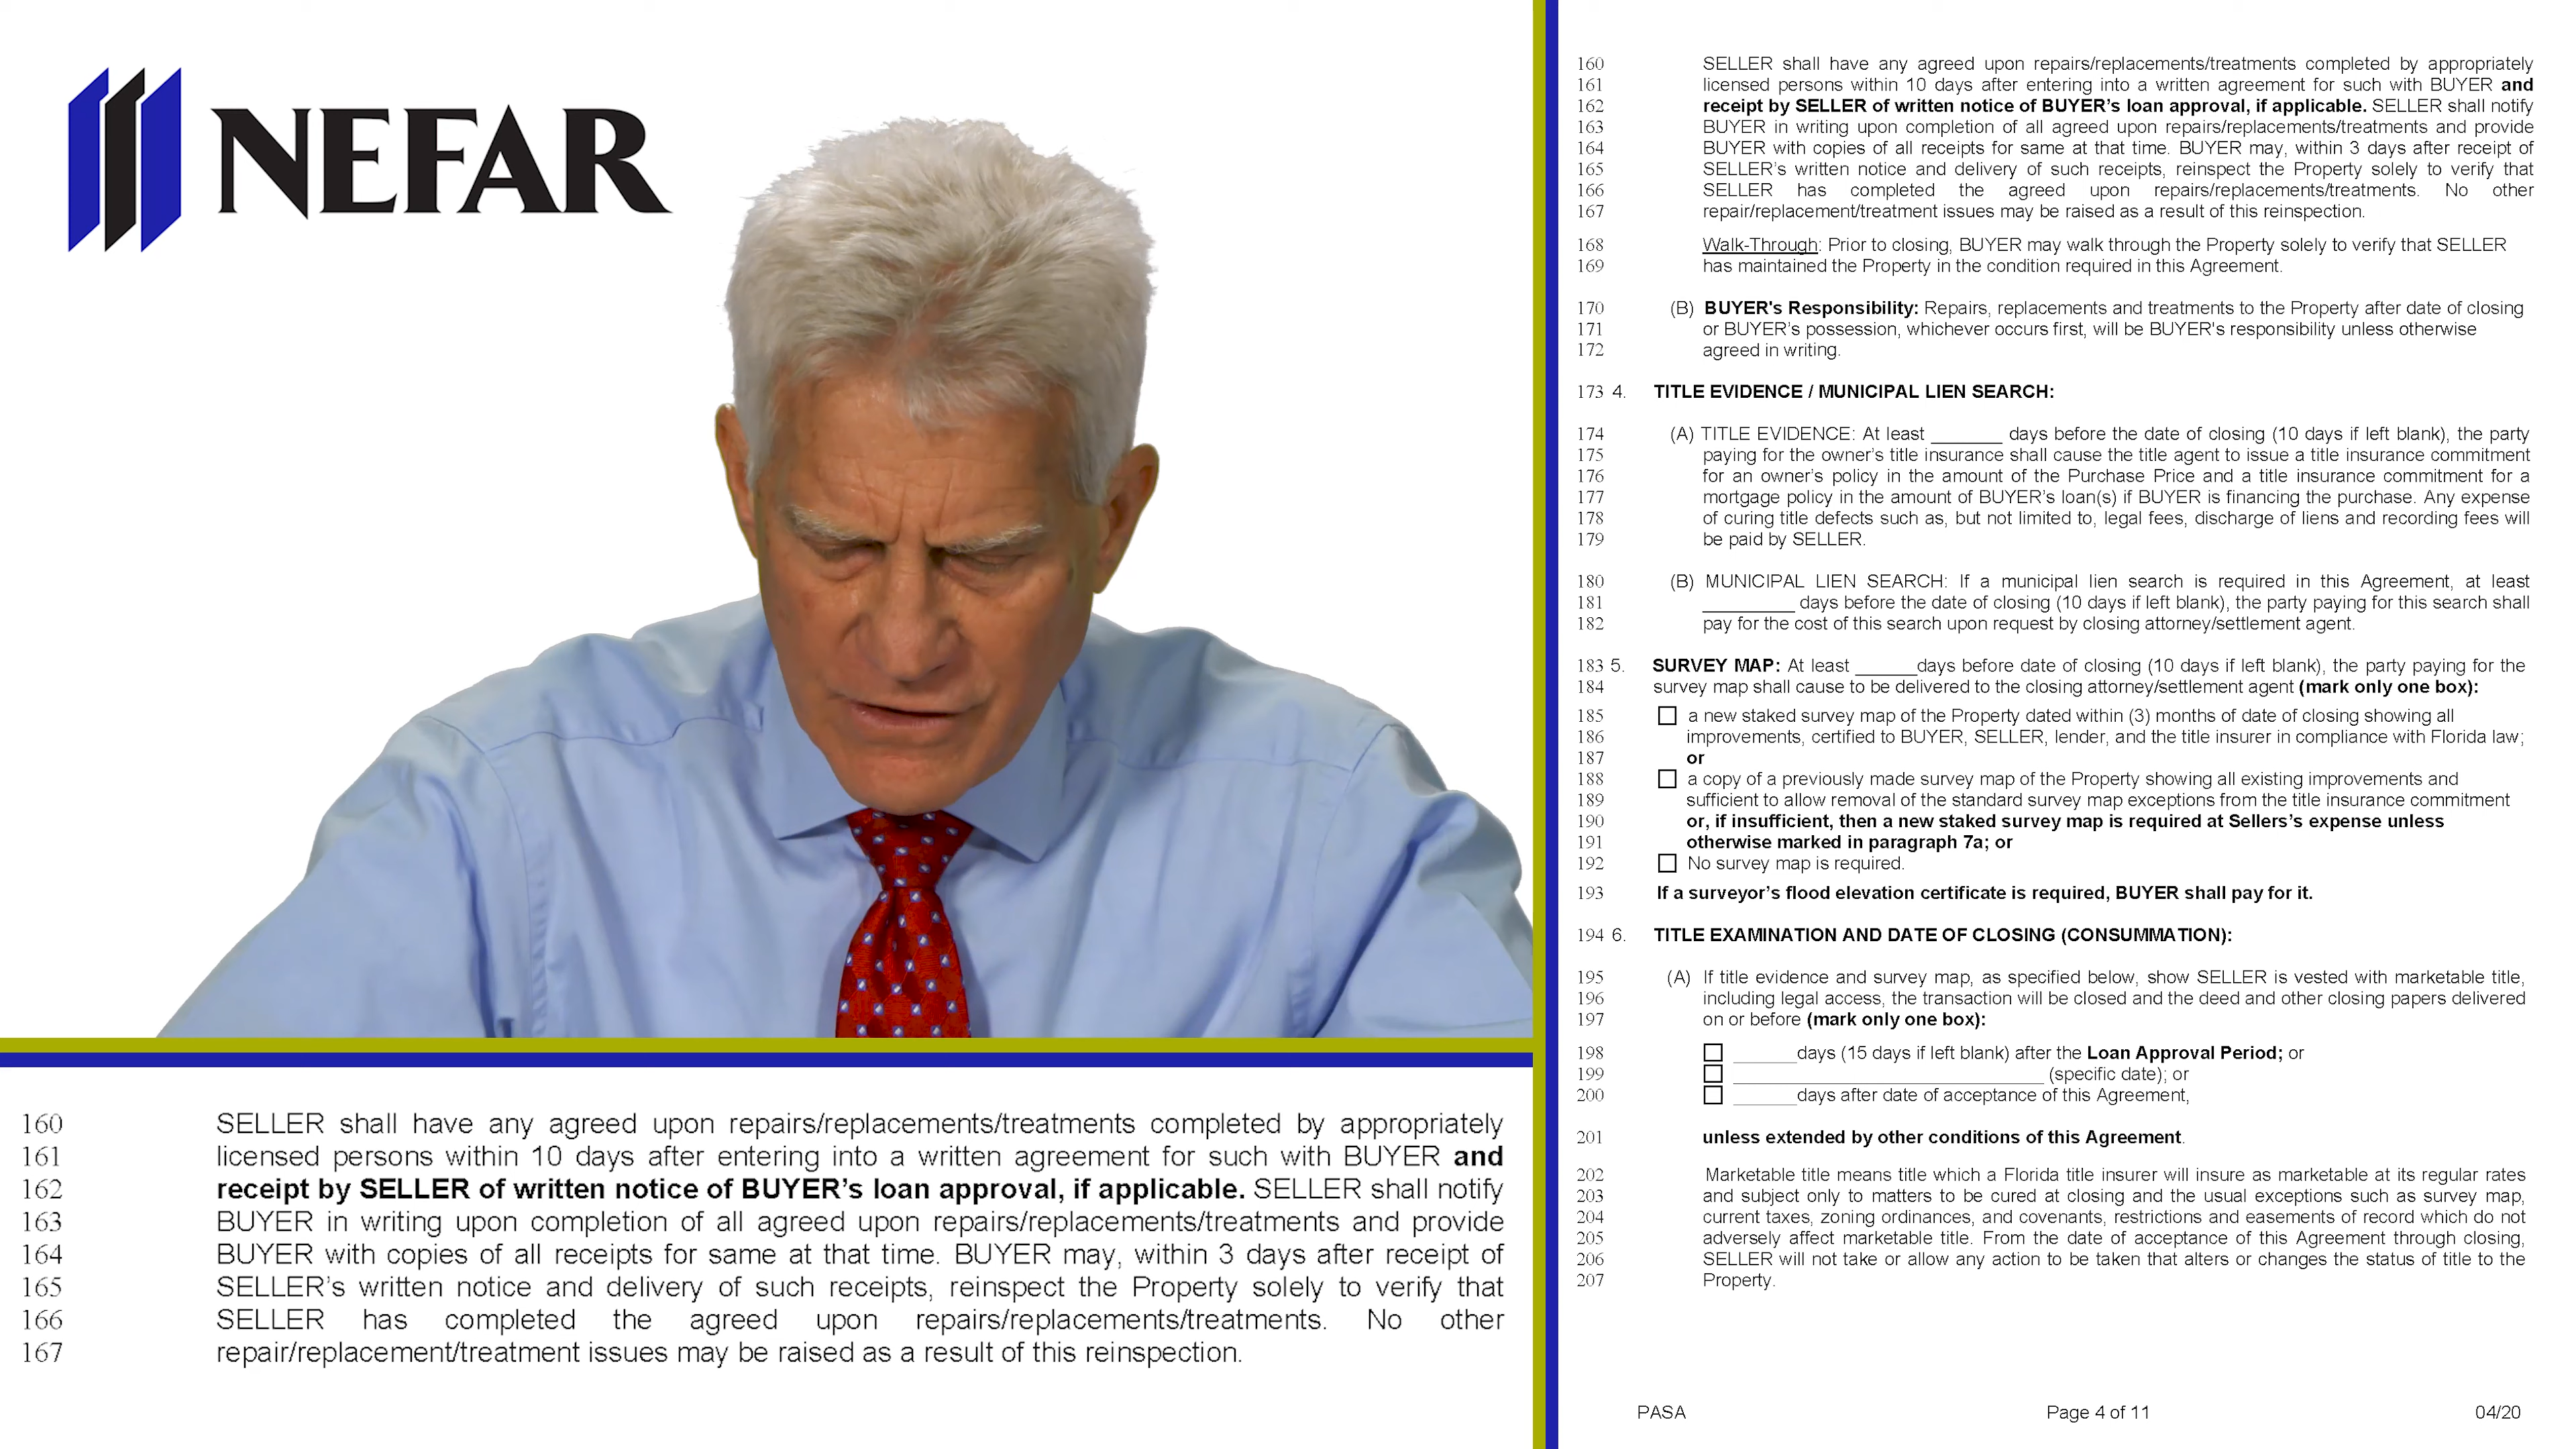 NEFAR
160 SELLER shall have any agreed upon repairs/replacements/treatments completed by appropriately
161 licensed persons within 10 days after entering into a written agreement for such with BUYER and
162 receipt by SELLER of written notice of BUYER's loan approval, if applicable. SELLER shall notify
163 BUYER in writing upon completion of all agreed upon repairs/replacements/treatments and provide
164 BUYER with copies of all receipts for same at that time. BUYER may, within 3 days after receipt of
165 SELLER's written notice and delivery of such receipts, reinspect the Property solely to verify that
166 SELLER has completed the agreed upon repairs/replacements/treatments. No other
167 repair/replacement/treatment issues may be raised as a result of this reinspection.
160 SELLER shall have any agreed upon repairs/replacements/treatments completed by appropriately
161 licensed persons within 10 days after entering into a written agreement for such with BUYER and
162 receipt by SELLER of written notice of BUYER's loan approval, if applicable. SELLER shall notify
163 BUYER in writing upon completion of all agreed upon repairs/replacements/treatments and provide
164 BUYER with copies of all receipts for same at that time. BUYER may, within 3 days after receipt of
165 SELLER's written notice and delivery of such receipts, reinspect the Property solely to verify that
166 SELLER has completed the agreed upon repairs/replacements/treatments. No other
167 repair/replacement/treatment issues may be raised as a result of this reinspection.
168 Walk-Through: Prior to closing, BUYER may walk through the Property solely to verify that SELLER
169 has maintained the Property in the condition required in this Agreement.
170 (B) BUYER's Responsibility: Repairs, replacements and treatments to the Property after date of closing
171 or BUYER's possession, whichever occurs first, will be BUYER's responsibility unless otherwise
172 agreed in writing.
173 4. TITLE EVIDENCE / MUNICIPAL LIEN SEARCH:
174 (A) TITLE EVIDENCE: At least _______ days before the date of closing (10 days if left blank), the party
175 paying for the owner's title insurance shall cause the title agent to issue a title insurance commitment
176 for an owner's policy in the amount of the Purchase Price and a title insurance commitment for a
177 mortgage policy in the amount of BUYER's loan(s) if BUYER is financing the purchase. Any expense
178 of curing title defects such as, but not limited to, legal fees, discharge of liens and recording fees will
179 be paid by SELLER.
180 (B) MUNICIPAL LIEN SEARCH: If a municipal lien search is required in this Agreement, at least
181 _________ days before the date of closing (10 days if left blank), the party paying for this search shall
182 pay for the cost of this search upon request by closing attorney/settlement agent.
183 5. SURVEY MAP: At least ______days before date of closing (10 days if left blank), the party paying for the
184 survey map shall cause to be delivered to the closing attorney/settlement agent (mark only one box):
185 ☐ a new staked survey map of the Property dated within (3) months of date of closing showing all
186 improvements, certified to BUYER, SELLER, lender, and the title insurer in compliance with Florida law;
187 or
188 ☐ a copy of a previously made survey map of the Property showing all existing improvements and
189 sufficient to allow removal of the standard survey map exceptions from the title insurance commitment
190 or, if insufficient, then a new staked survey map is required at Sellers's expense unless
191 otherwise marked in paragraph 7a; or
192 ☐ No survey map is required.
193 If a surveyor's flood elevation certificate is required, BUYER shall pay for it.
194 6. TITLE EXAMINATION AND DATE OF CLOSING (CONSUMMATION):
195 (A) If title evidence and survey map, as specified below, show SELLER is vested with marketable title,
196 including legal access, the transaction will be closed and the deed and other closing papers delivered
197 on or before (mark only one box):
198 ☐ ______days (15 days if left blank) after the Loan Approval Period; or
199 ☐ ______________________________ (specific date); or
200 ☐ ______days after date of acceptance of this Agreement,
201 unless extended by other conditions of this Agreement.
202 Marketable title means title which a Florida title insurer will insure as marketable at its regular rates
203 and subject only to matters to be cured at closing and the usual exceptions such as survey map,
204 current taxes, zoning ordinances, and covenants, restrictions and easements of record which do not
205 adversely affect marketable title. From the date of acceptance of this Agreement through closing,
206 SELLER will not take or allow any action to be taken that alters or changes the status of title to the
207 Property.
PASA Page 4 of 11 04/20